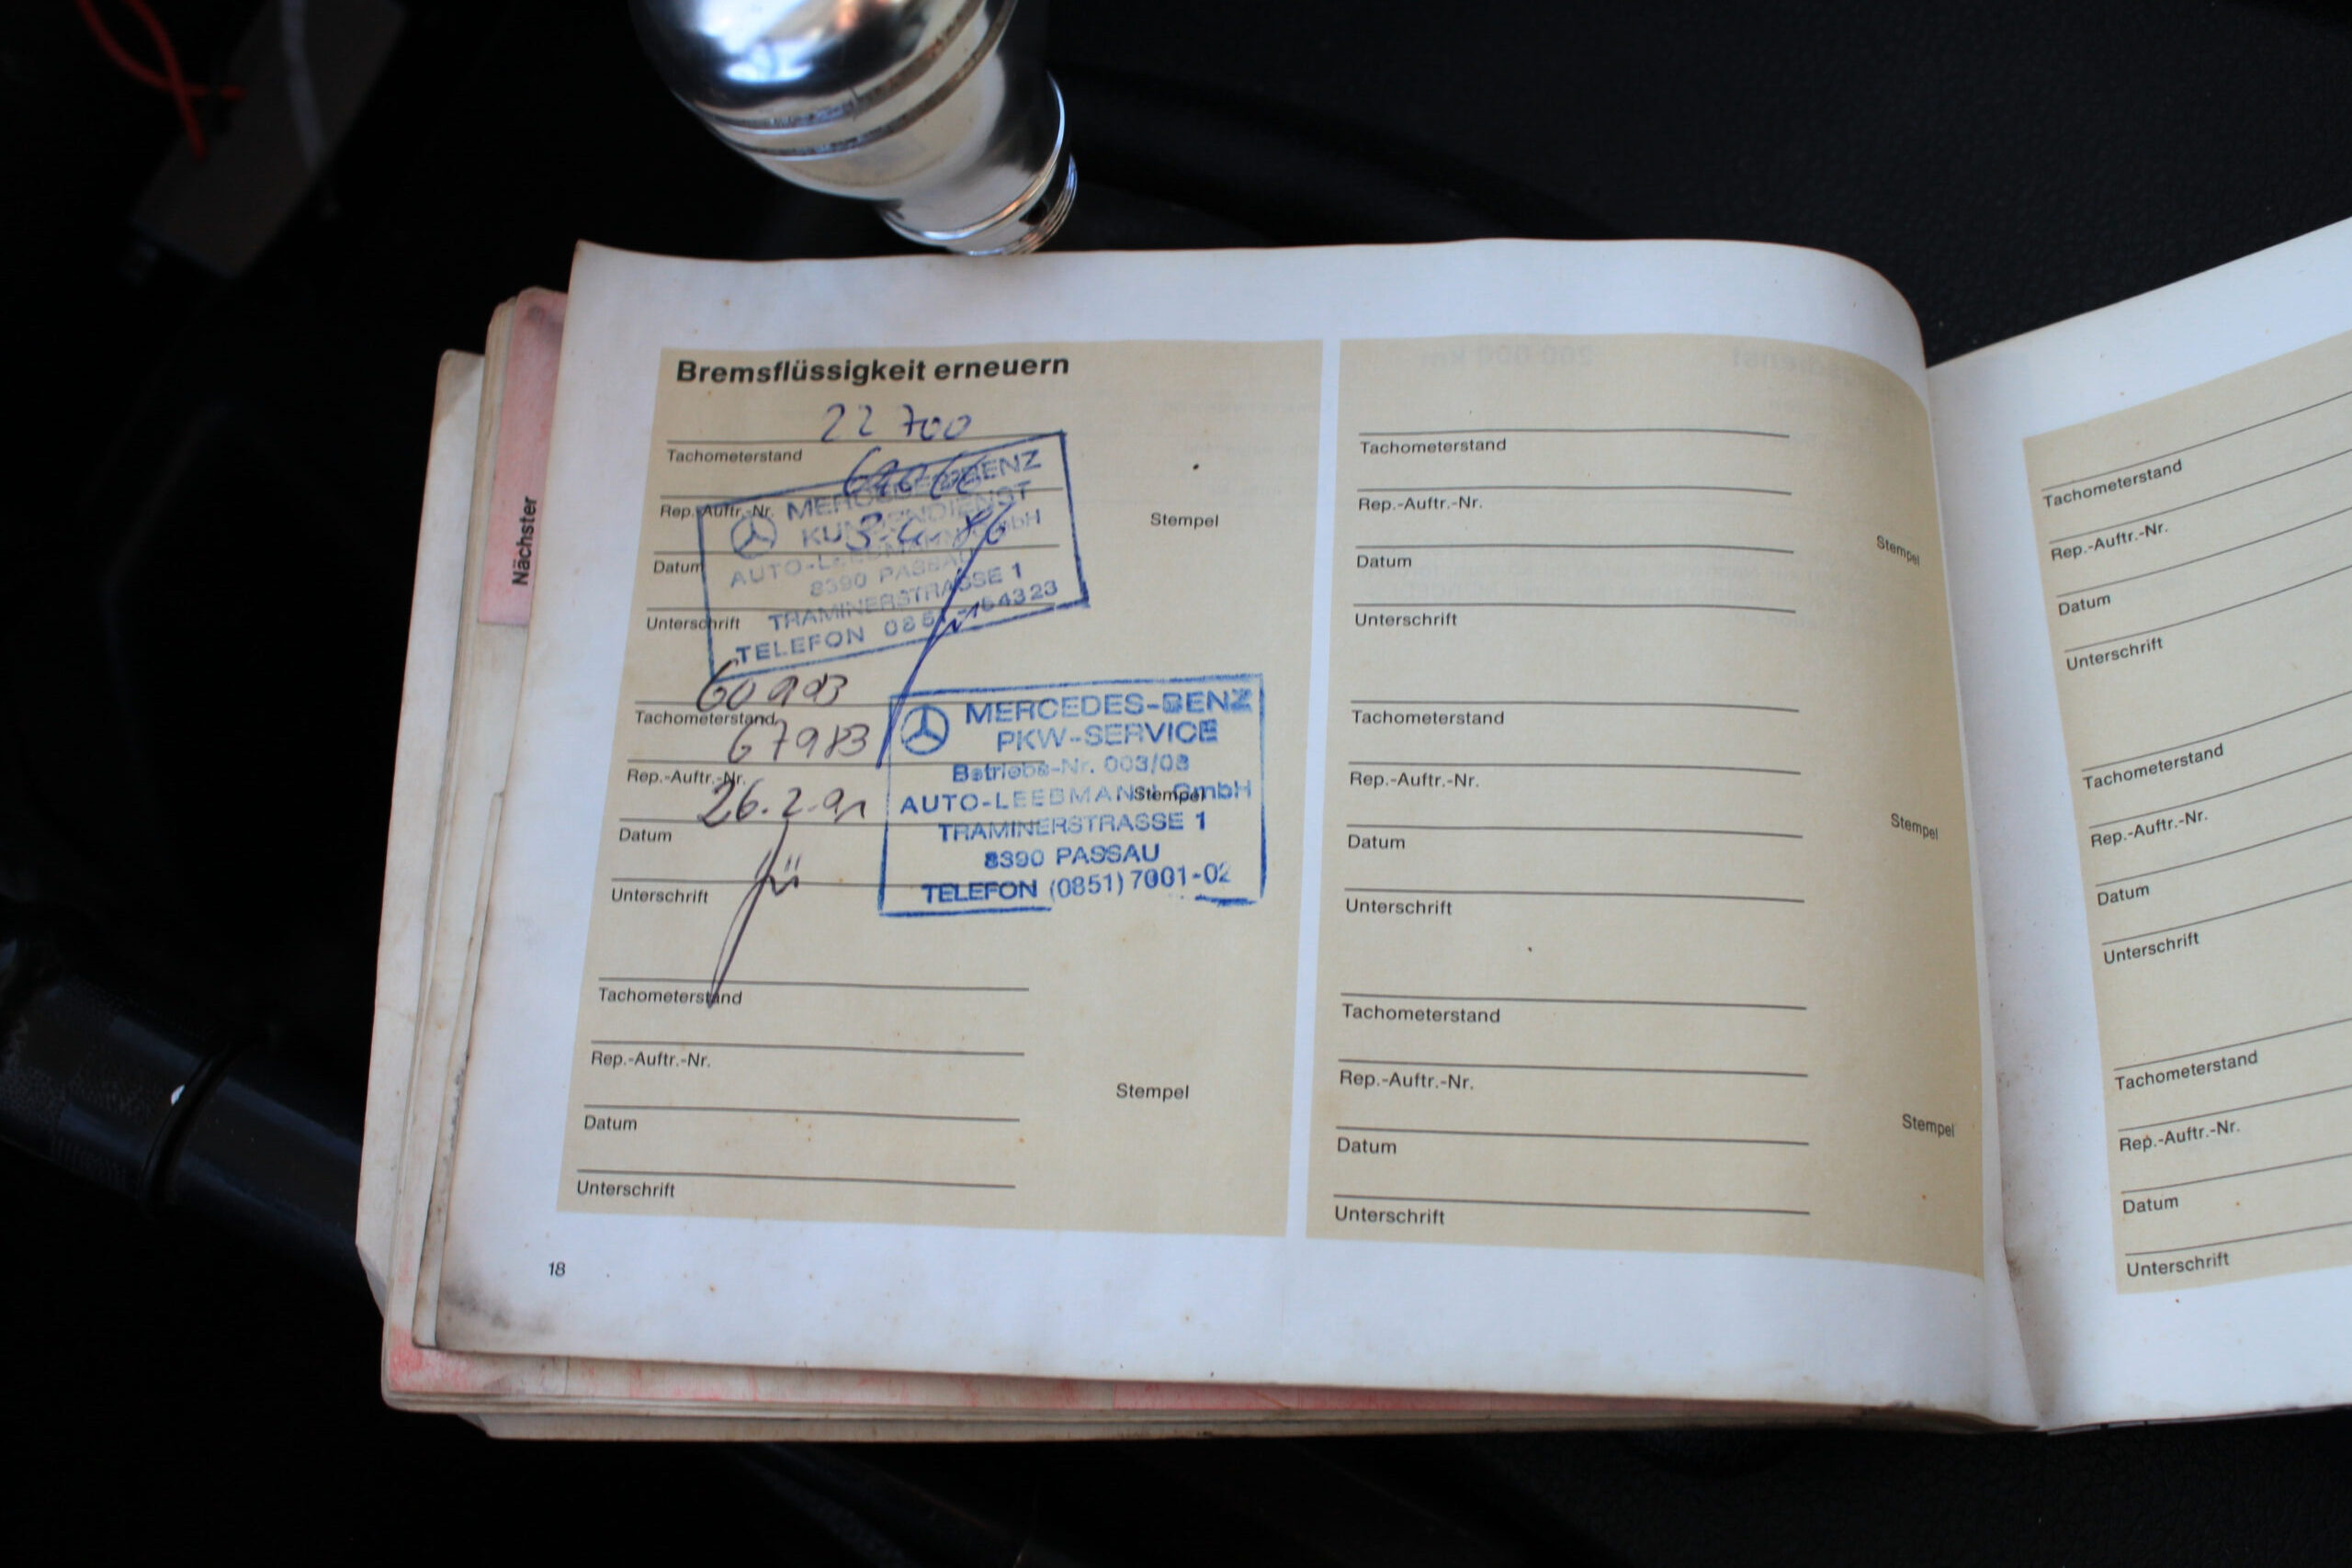 Nächster
Bremsflüssigkeit erneuern
22 700
Tachometerstand
Rep.-Auftr.-Nr.
Datum
Unterschrift
MERCEDES-BENZ
KUNDENDIENST
AUTO-LEEBMANN GmbH
8390 PASSAU
TRAMINERSTRASSE 1
TELEFON
Stempel
Tachometerstand
67983
Rep.-Auftr.-Nr.
26.2.91
Datum
Unterschrift
MERCEDES-BENZ
PKW-SERVICE
Betriebs-Nr. 003/08
AUTO-LEEBMANN GmbH
Stempel
TRAMINERSTRASSE 1
8390 PASSAU
TELEFON (0851) 7001-02
Tachometerstand
Rep.-Auftr.-Nr.
Stempel
Datum
Unterschrift
18
Tachometerstand
Rep.-Auftr.-Nr.
Stempel
Datum
Unterschrift
Tachometerstand
Rep.-Auftr.-Nr.
Stempel
Datum
Unterschrift
Tachometerstand
Rep.-Auftr.-Nr.
Stempel
Datum
Unterschrift
Tachometerstand
Rep.-Auftr.-Nr.
Datum
Unterschrift
Tachometerstand
Rep.-Auftr.-Nr.
Datum
Unterschrift
Tachometerstand
Rep.-Auftr.-Nr.
Datum
Unterschrift